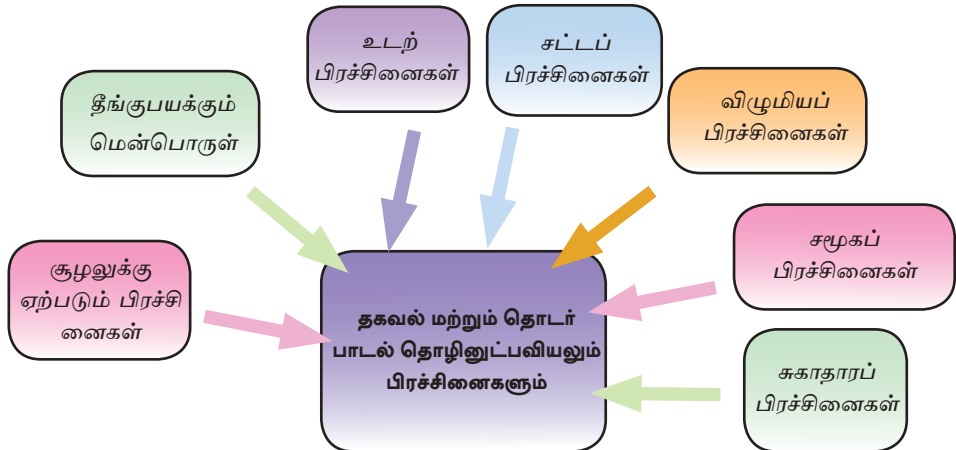 உடற்
பிரச்சினைகள்
சட்டப்
பிரச்சினைகள்
தீங்குபயக்கும்
மென்பொருள்
விழுமியப்
பிரச்சினைகள்
சூழலுக்கு
ஏற்படும் பிரச்சி
னைகள்
சமூகப்
பிரச்சினைகள்
தகவல் மற்றும் தொடர்
பாடல் தொழினுட்பவியலும்
பிரச்சினைகளும்
சுகாதாரப்
பிரச்சினைகள்